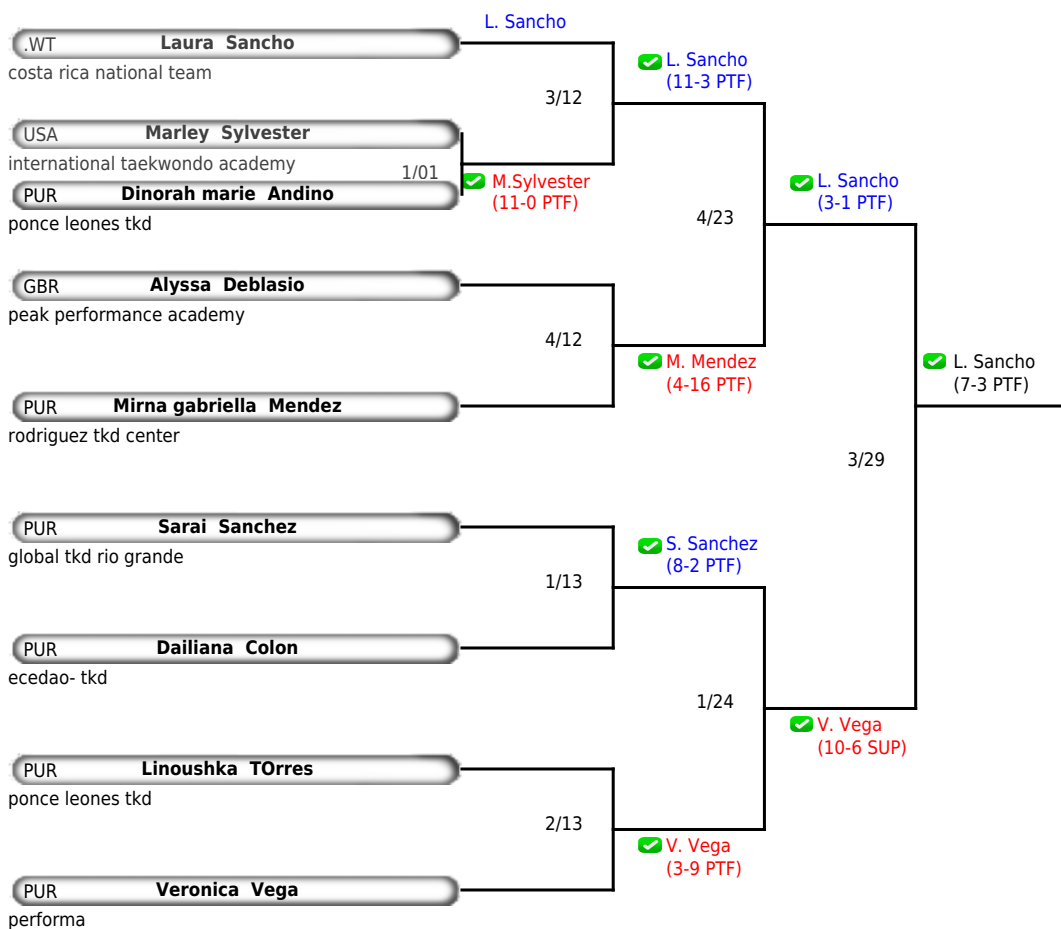 L. Sancho
.WT Laura Sancho
costa rica national team
L. Sancho
(11-3 PTF)
3/12
USA Marley Sylvester
international taekwondo academy
1/01
M.Sylvester
(11-0 PTF)
PUR Dinorah marie Andino
ponce leones tkd
L. Sancho
(3-1 PTF)
4/23
GBR Alyssa Deblasio
peak performance academy
4/12
M. Mendez
(4-16 PTF)
L. Sancho
(7-3 PTF)
PUR Mirna gabriella Mendez
rodriguez tkd center
3/29
PUR Sarai Sanchez
global tkd rio grande
S. Sanchez
(8-2 PTF)
1/13
PUR Dailiana Colon
ecedao- tkd
1/24
V. Vega
(10-6 SUP)
PUR Linoushka TOrres
ponce leones tkd
2/13
V. Vega
(3-9 PTF)
PUR Veronica Vega
performa